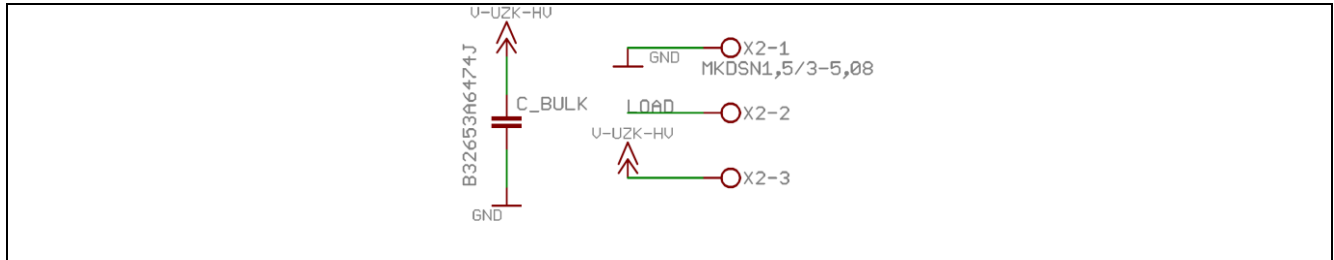 V-UZK-HV
B32653A6474J
C_BULK
GND
GND
X2-1
MKDSN1,5/3-5,08
LOAD
X2-2
V-UZK-HV
X2-3